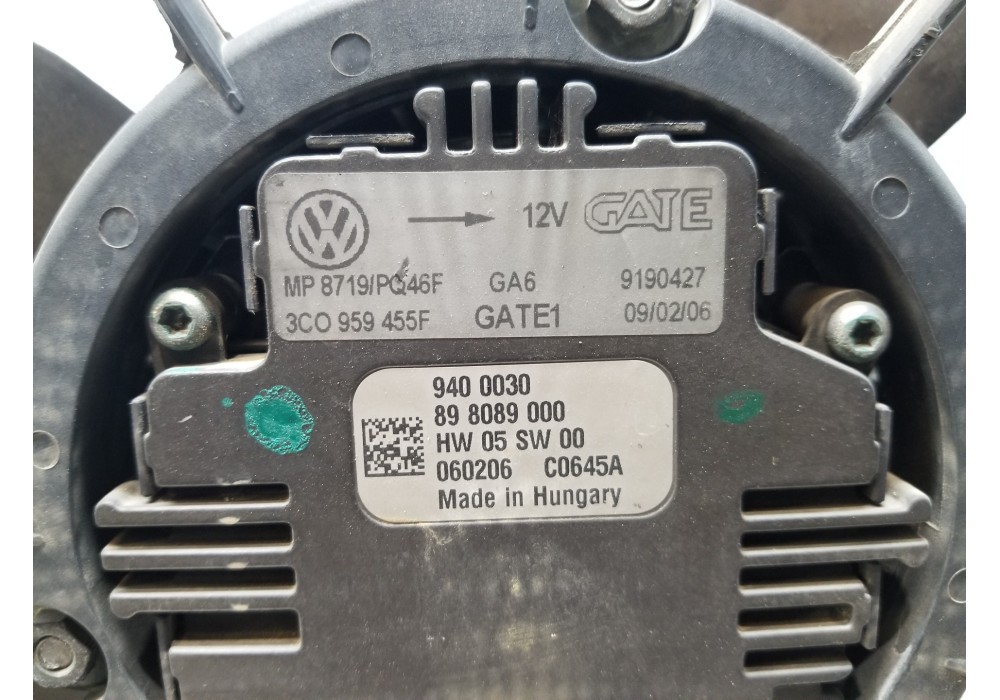 12V GATE
MP 8719/PQ46F GA6 9190427
3C0 959 455F GATE1 09/02/06
940 0030
89 8089 000
HW 05 SW 00
060206 C0645A
Made in Hungary